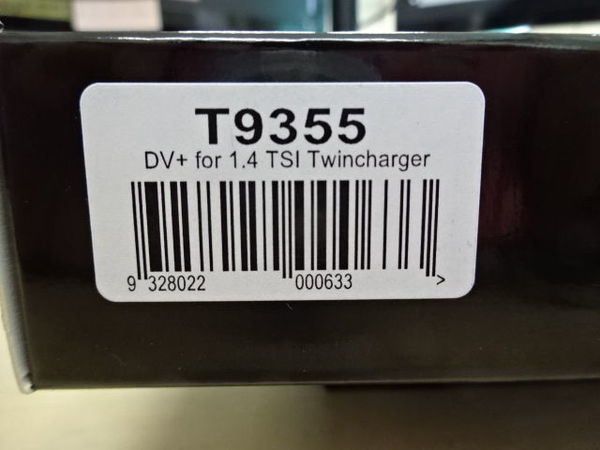 T9355
DV+ for 1.4 TSI Twincharger
9 328022 000633 >